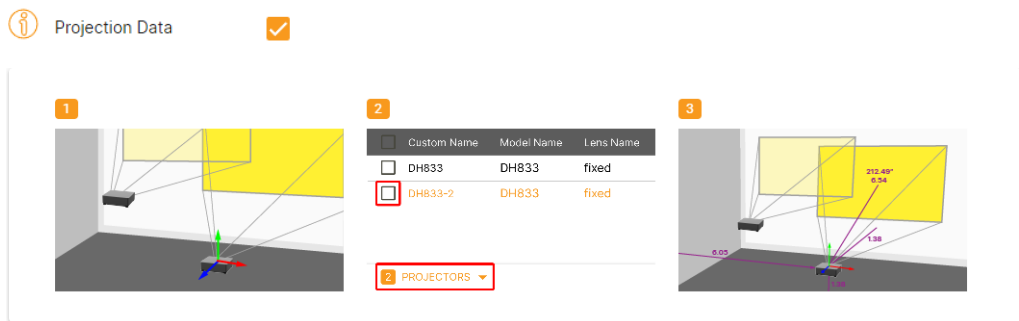 Projection Data
1
2
3
Custom Name Model Name Lens Name
DH833 DH833 fixed
DH833-2 DH833 fixed
2 PROJECTORS
212.49"
6.54
1.38
6.05